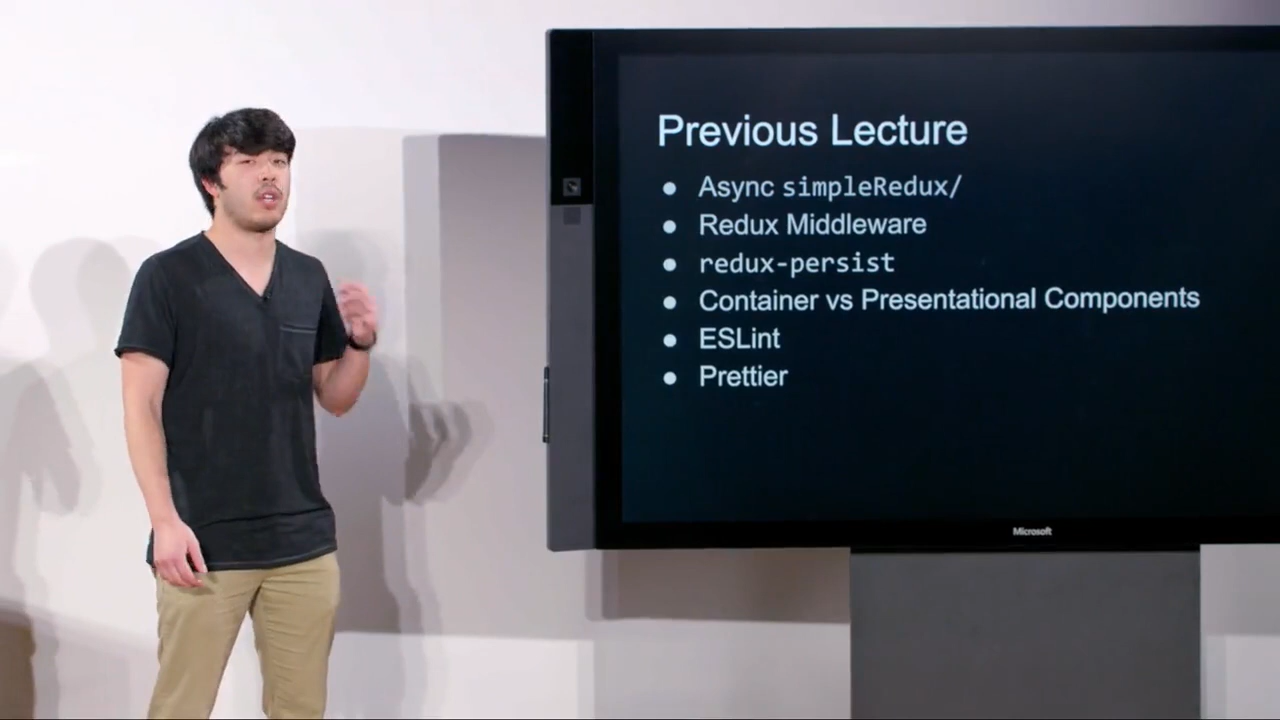 Previous Lecture
● Async simpleRedux/
● Redux Middleware
● redux-persist
● Container vs Presentational Components
● ESLint
● Prettier
Microsoft